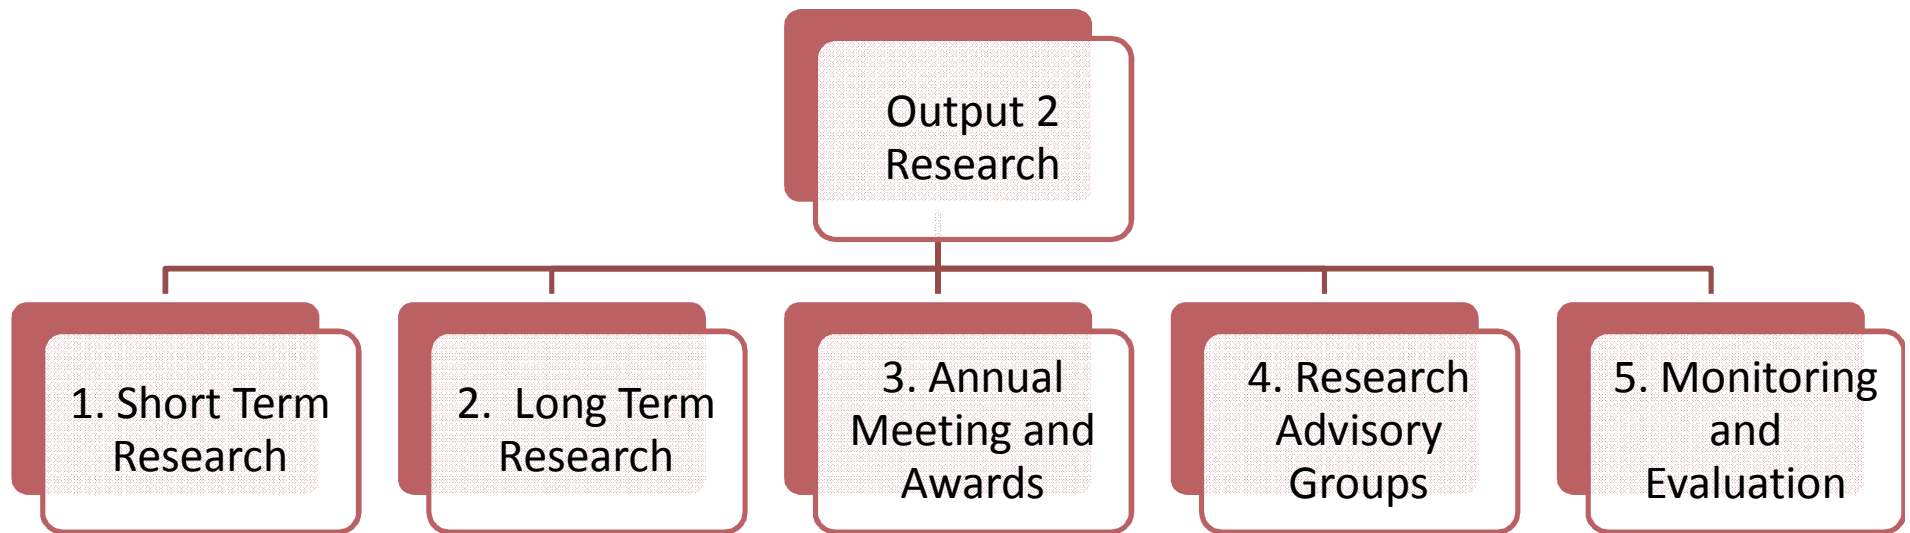 Output 2
Research
1. Short Term
Research
2.  Long Term
Research
3. Annual
Meeting and
Awards
4. Research
Advisory
Groups
5. Monitoring
and
Evaluation